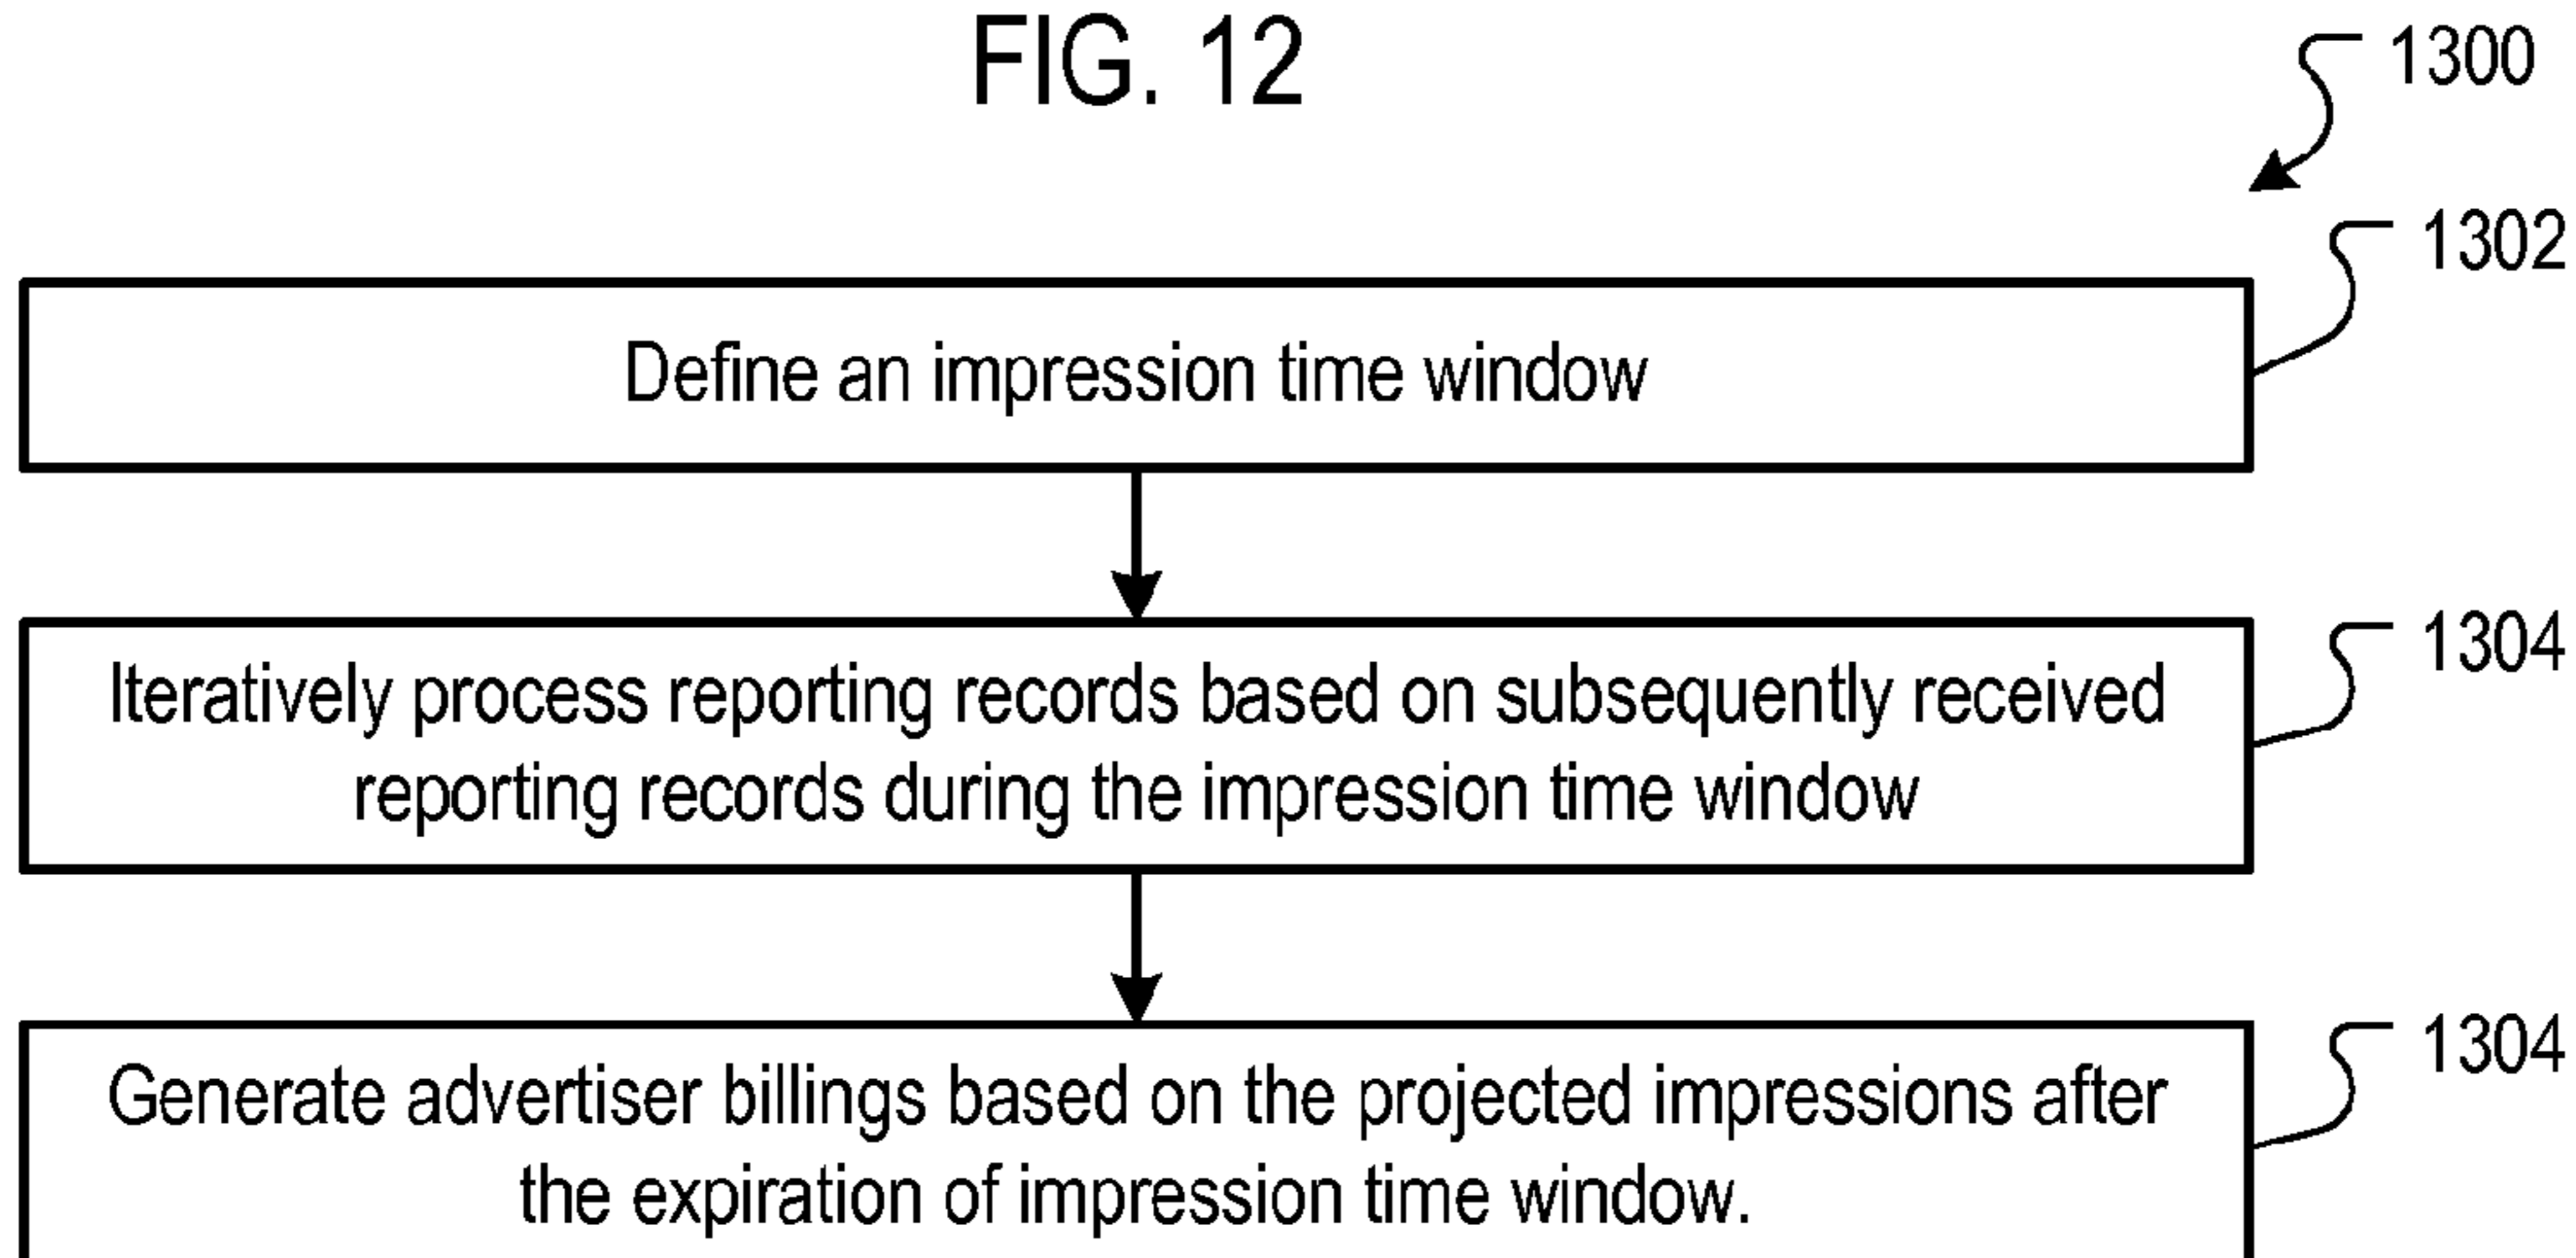 FIG. 12
1300
1302
Define an impression time window
1304
Iteratively process reporting records based on subsequently received
reporting records during the impression time window
1304
Generate advertiser billings based on the projected impressions after
the expiration of impression time window.